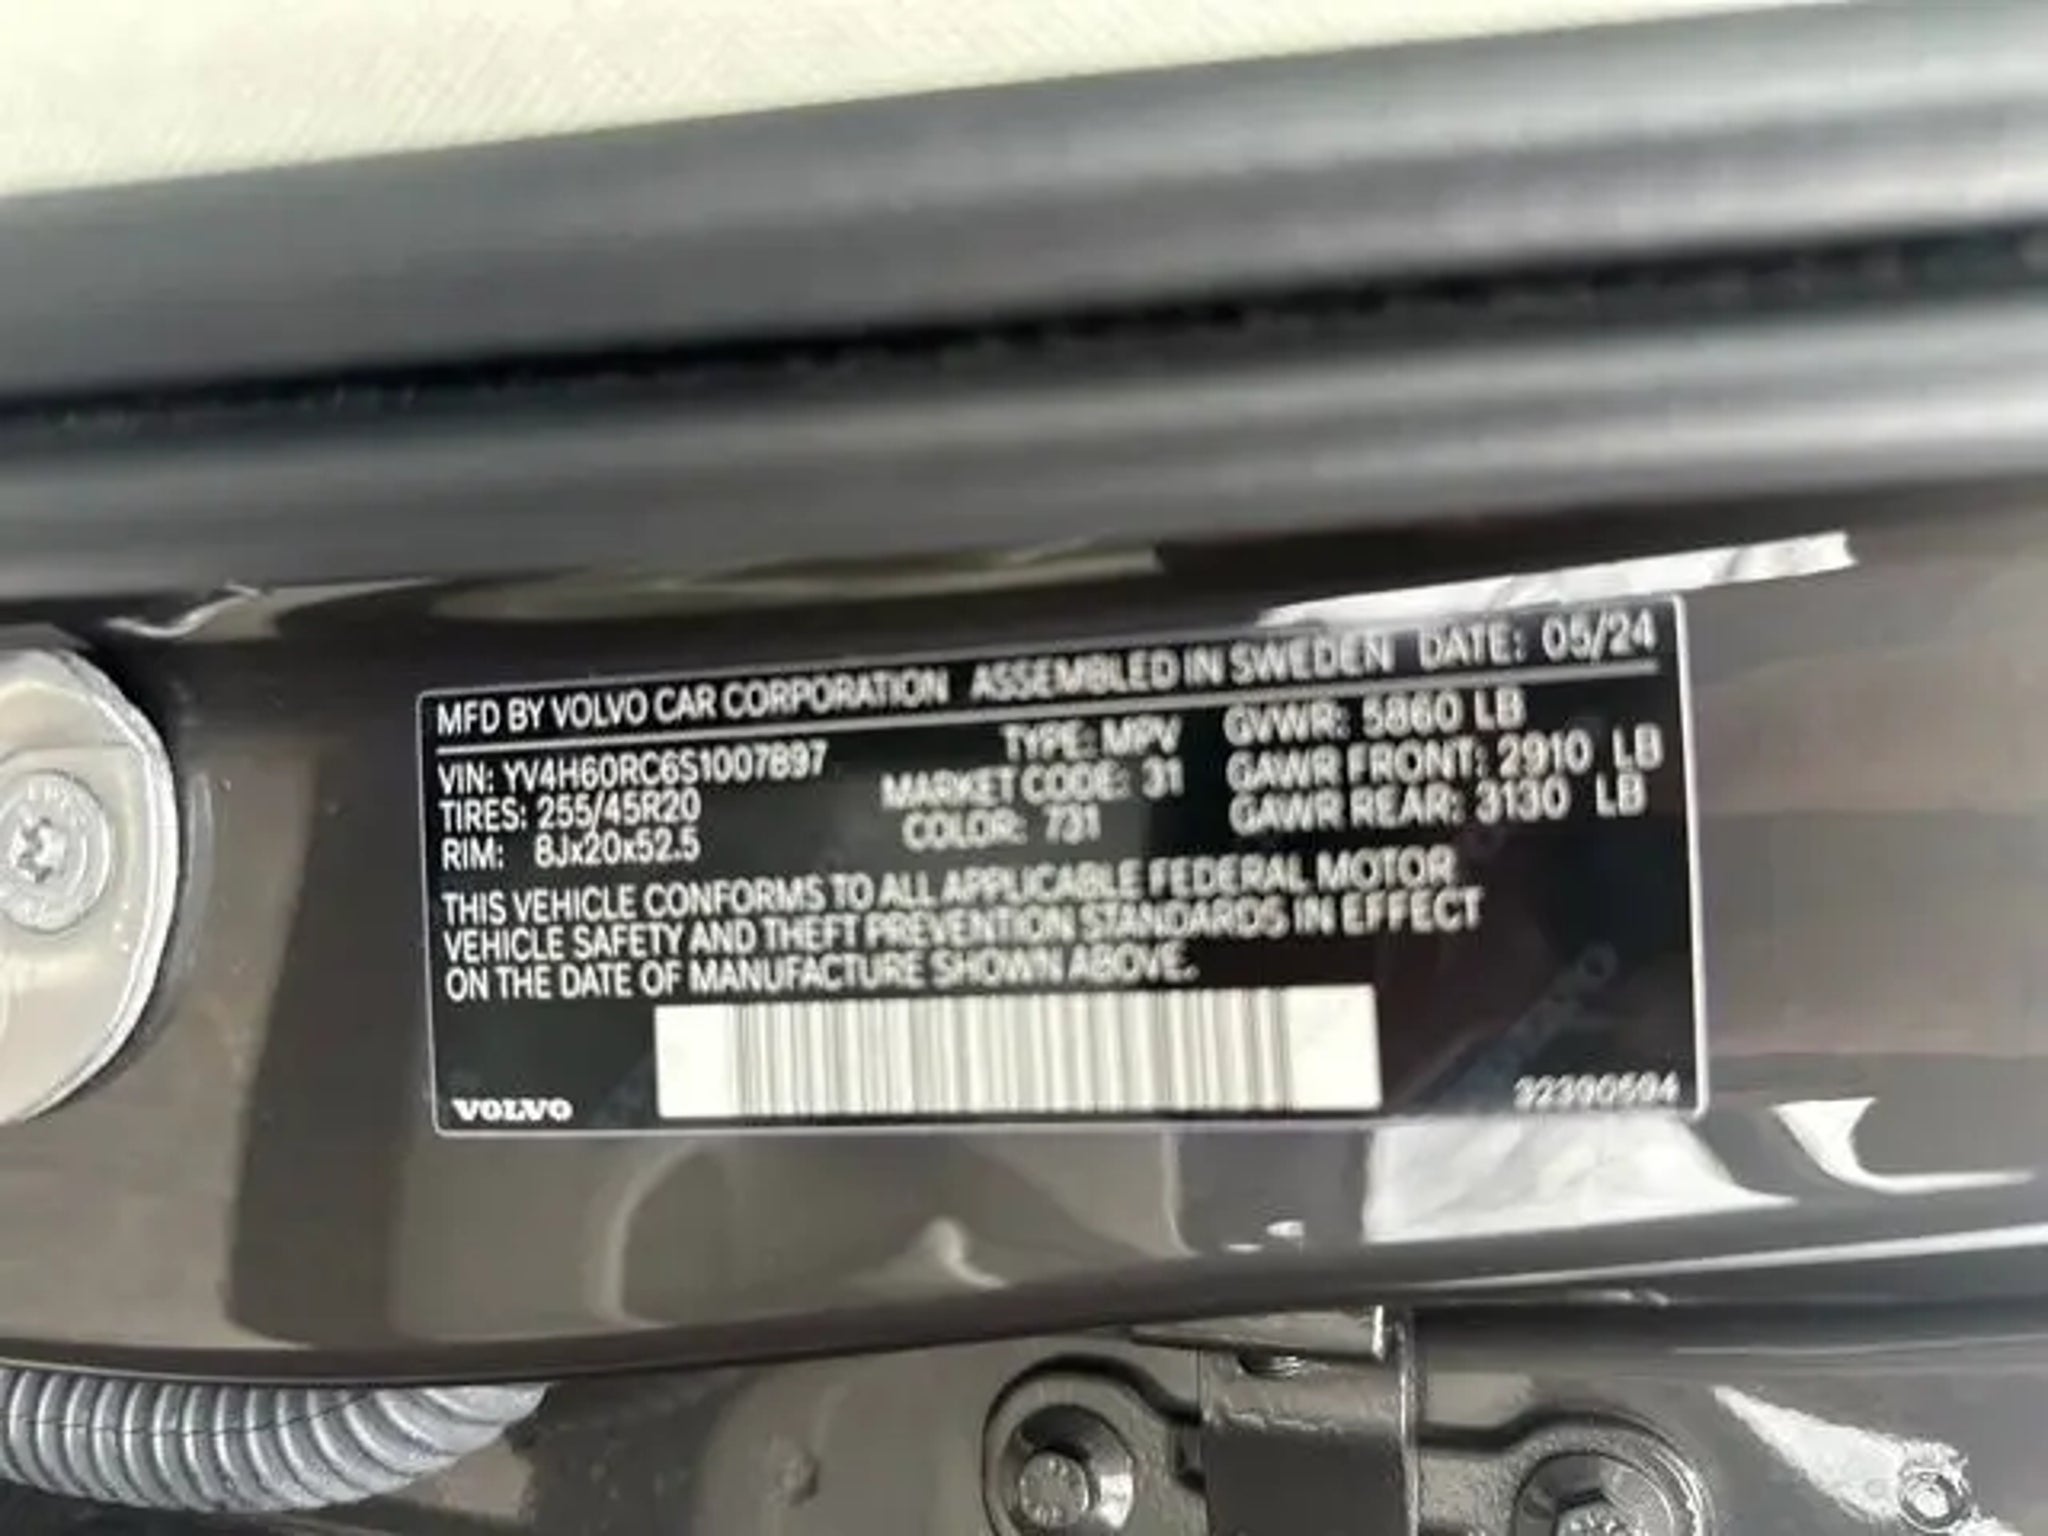 MFD BY VOLVO CAR CORPORATION ASSEMBLED IN SWEDEN DATE: 05/24
VIN: YV4H60RC6S1007897 TYPE: MPV GVWR: 5860 LB
TIRES: 255/45R20 MARKET CODE: 31 GAWR FRONT: 2910 LB
RIM: 8Jx20x52.5 COLOR: 731 GAWR REAR: 3130 LB
THIS VEHICLE CONFORMS TO ALL APPLICABLE FEDERAL MOTOR
VEHICLE SAFETY AND THEFT PREVENTION STANDARDS IN EFFECT
ON THE DATE OF MANUFACTURE SHOWN ABOVE.
VOLVO 32390594